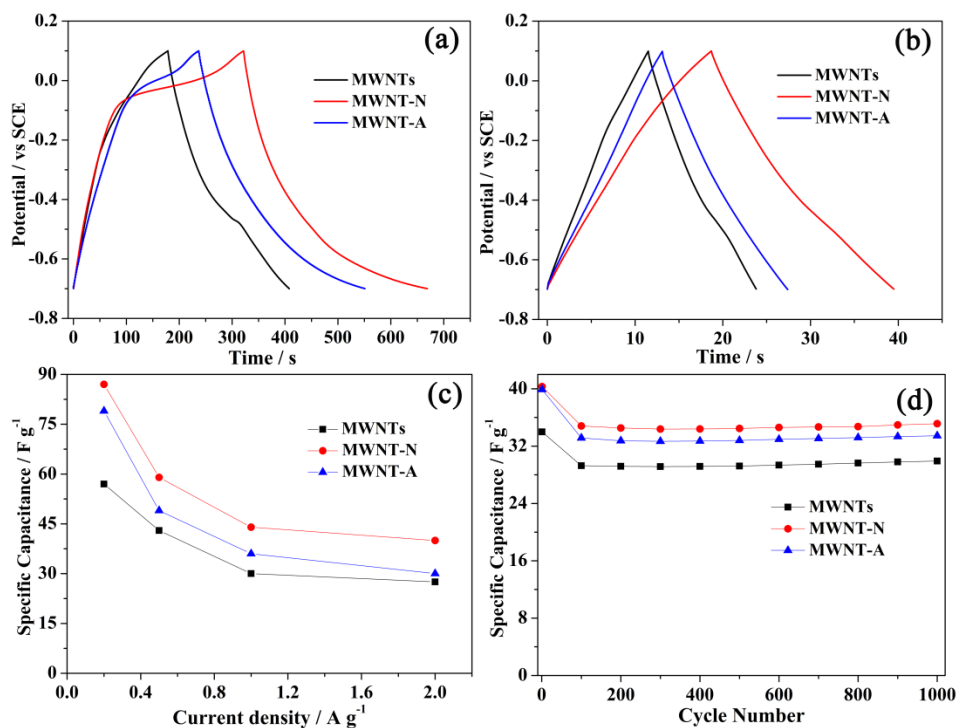 (a)
MWNTs
MWNT-N
MWNT-A
Potential / vs SCE
0.2
0.0
-0.2
-0.4
-0.6
-0.8
0 100 200 300 400 500 600 700
Time / s
(b)
MWNTs
MWNT-N
MWNT-A
Potential / vs SCE
0.2
0.0
-0.2
-0.4
-0.6
-0.8
0 10 20 30 40
Time / s
(c)
MWNTs
MWNT-N
MWNT-A
Specific Capacitance / F g⁻¹
90
75
60
45
30
15
0
0.0 0.4 0.8 1.2 1.6 2.0
Current density / A g⁻¹
(d)
MWNTs
MWNT-N
MWNT-A
Specific Capacitance / F g⁻¹
40
32
24
16
8
0
0 200 400 600 800 1000
Cycle Number